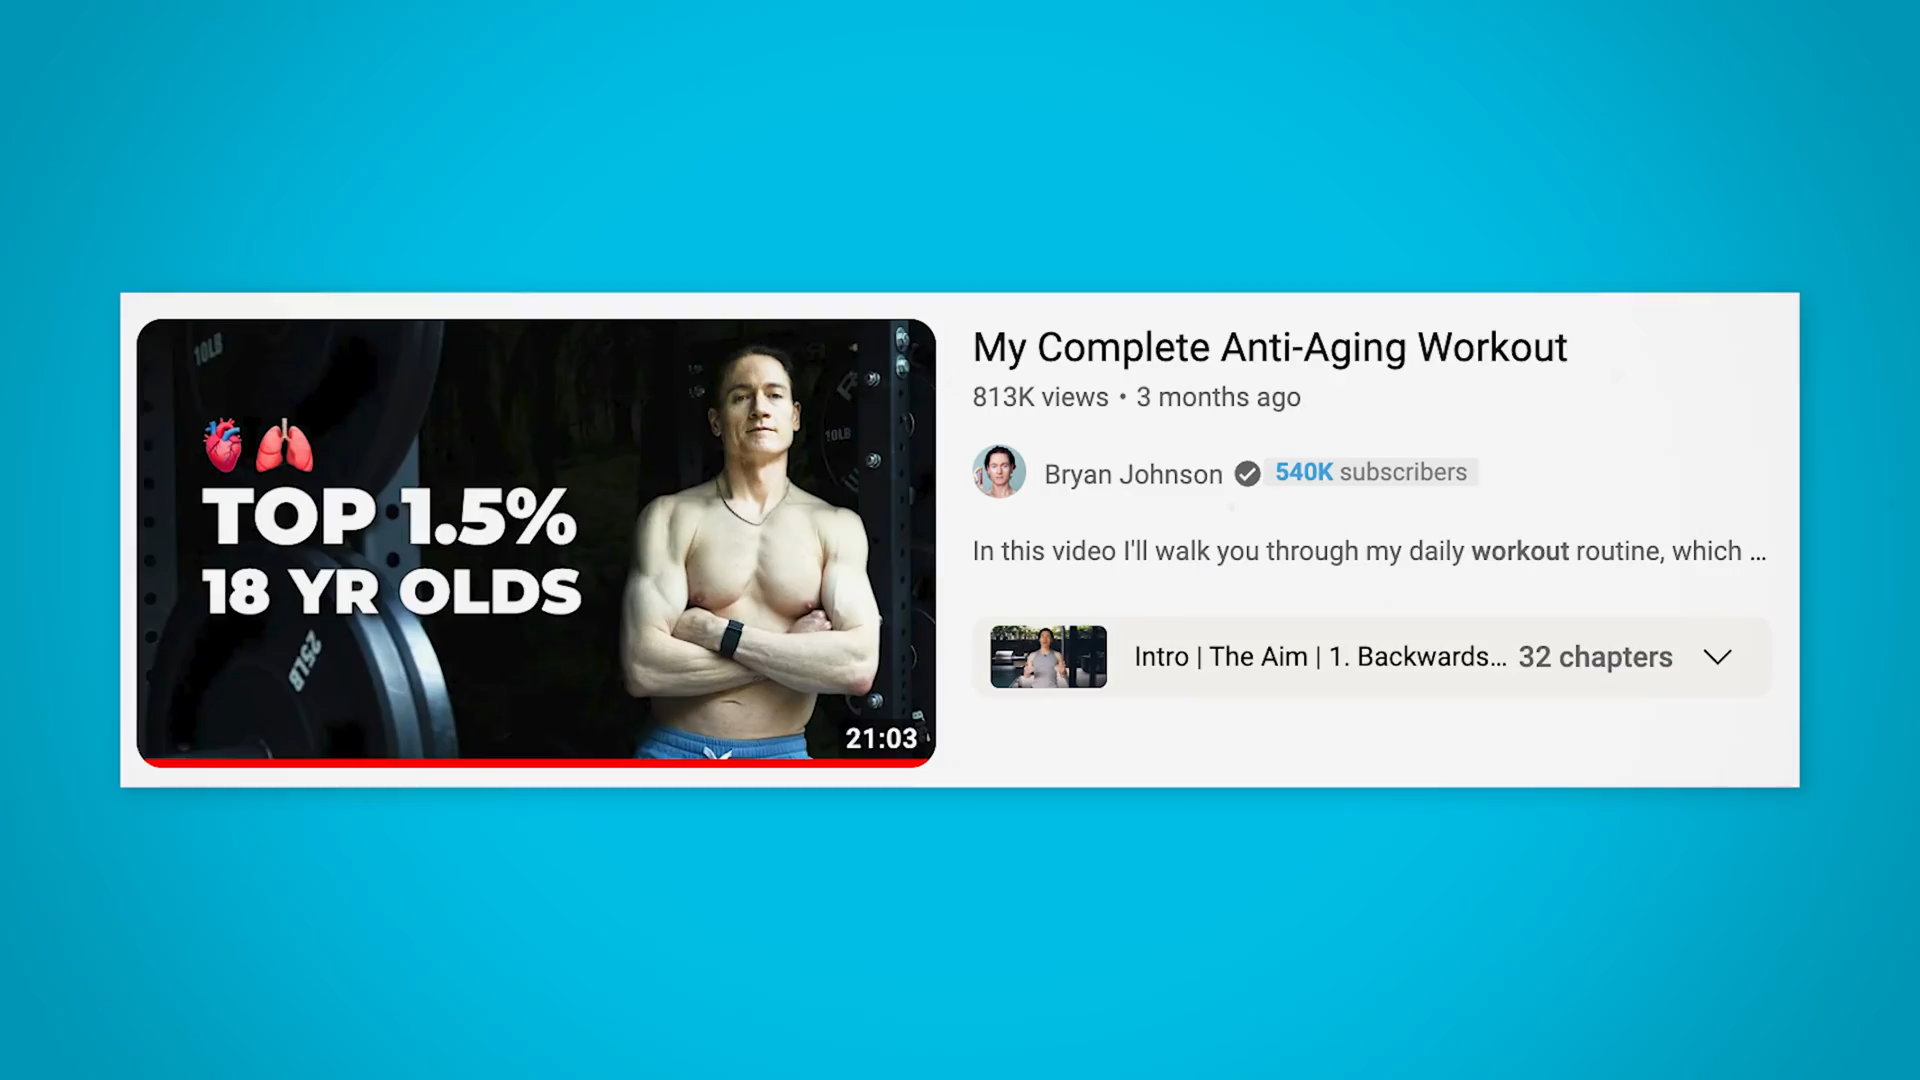 10LB
10LB
TOP 1.5%
18 YR OLDS
25LB
21:03
My Complete Anti-Aging Workout
813K views • 3 months ago
Bryan Johnson 540K subscribers
In this video I'll walk you through my daily workout routine, which ...
Intro | The Aim | 1. Backwards... 32 chapters